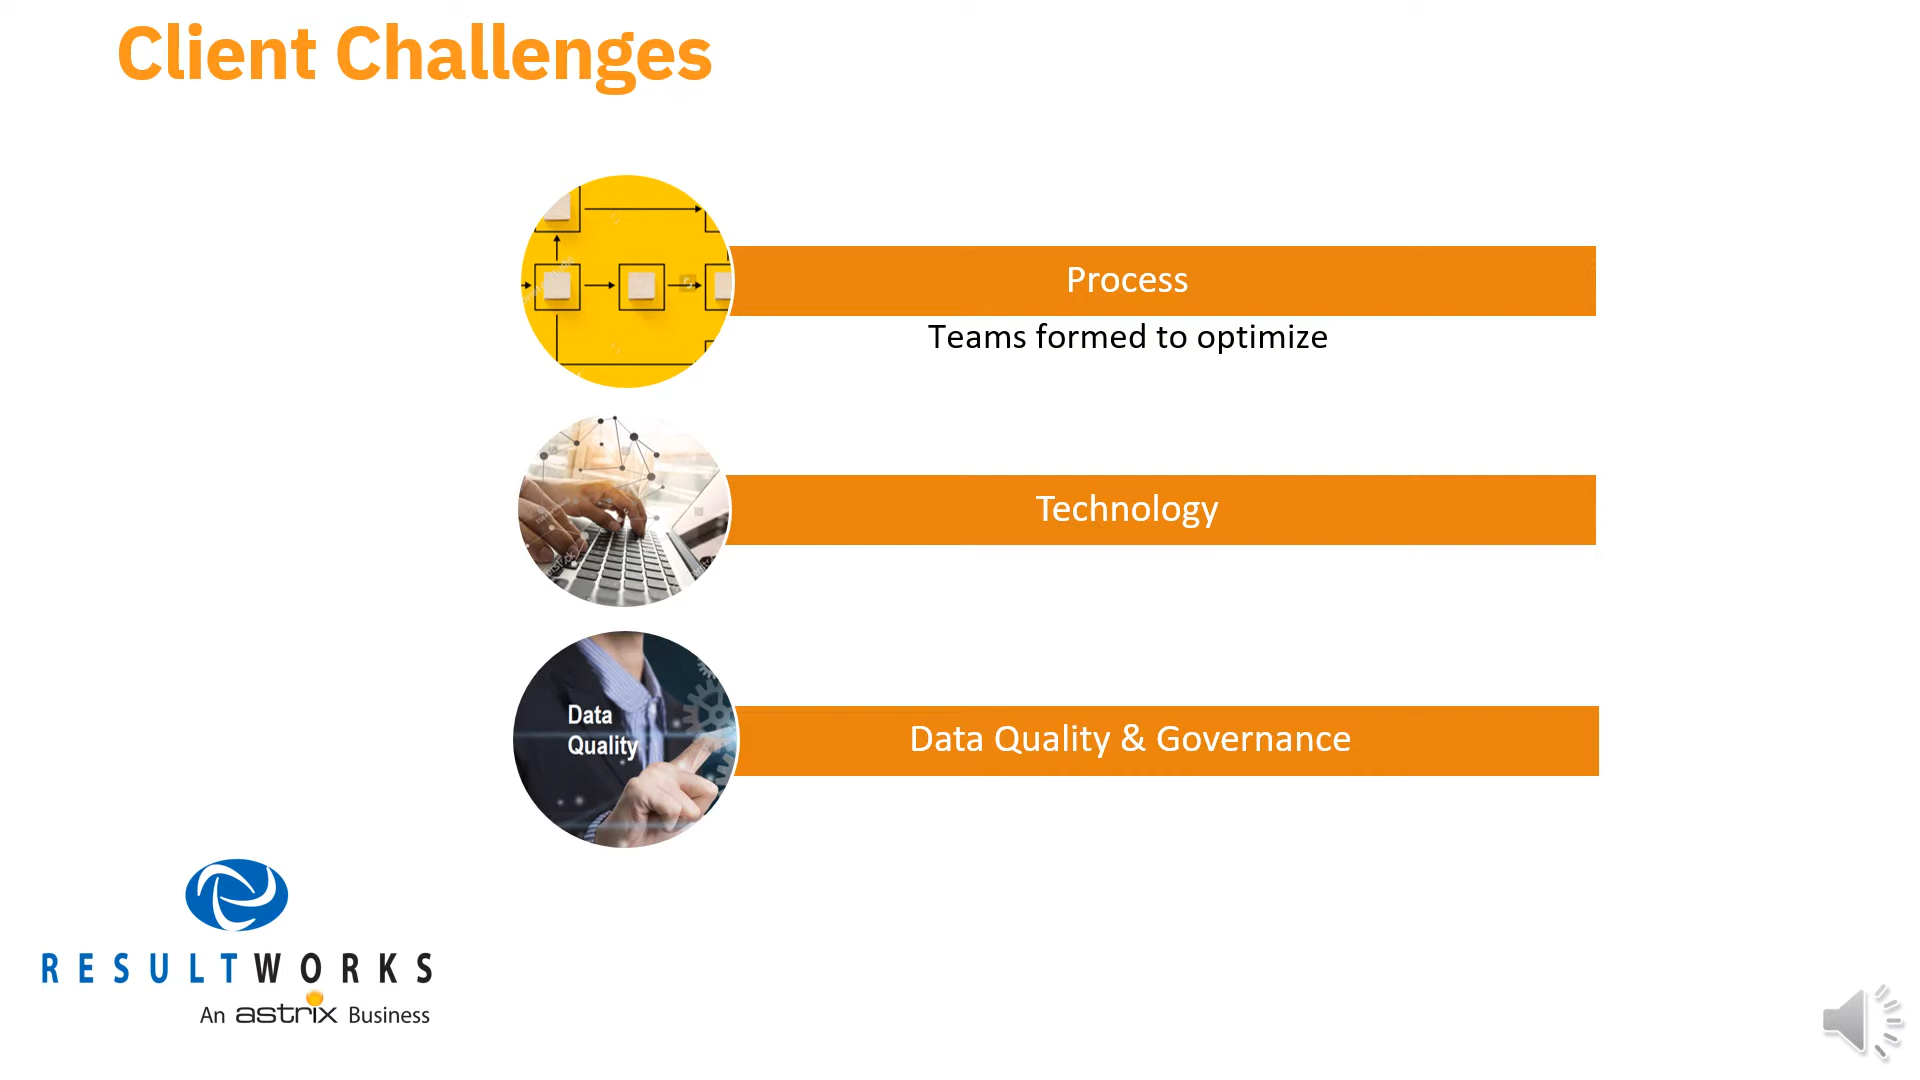 Client Challenges
Process
Teams formed to optimize
Technology
Data
Quality
Data Quality & Governance
RESULTWORKS
An astrix Business